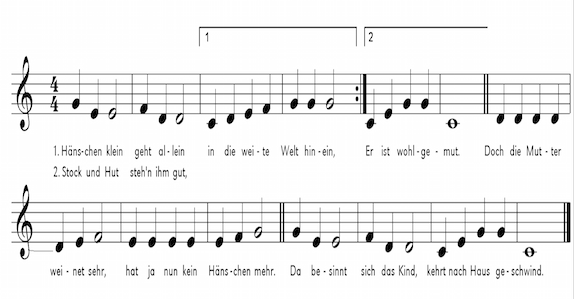 1 2
4
4
1. Häns-chen klein geht al-lein in die wei-te Welt hin-ein, Er ist wohl-ge-mut. Doch die Mut-ter
2. Stock und Hut steh'n ihm gut,
wei-net sehr, hat ja nun kein Häns-chen mehr. Da be-sinnt sich das Kind, kehrt nach Haus ge-schwind.